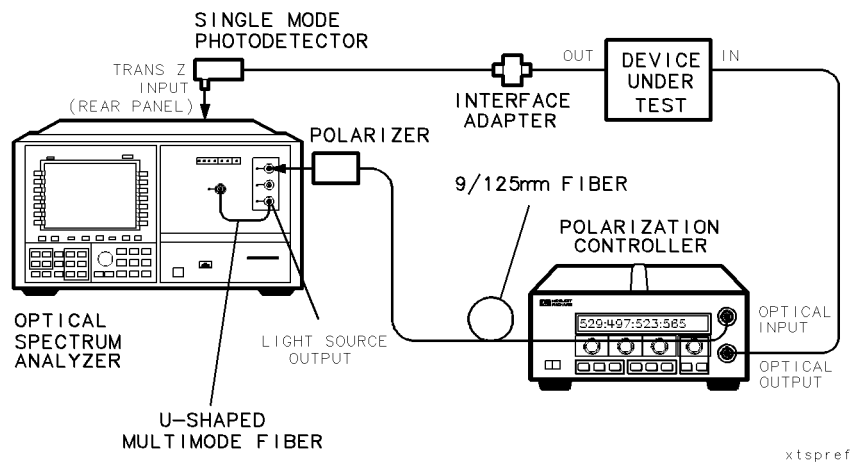 SINGLE MODE
PHOTODETECTOR
TRANS Z
INPUT
(REAR PANEL)
OUT
DEVICE
UNDER
TEST
IN
INTERFACE
ADAPTER
POLARIZER
9/125mm FIBER
POLARIZATION
CONTROLLER
HEWLETT
PACKARD
529:497:523:565
OPTICAL
INPUT
OPTICAL
OUTPUT
OPTICAL
SPECTRUM
ANALYZER
LIGHT SOURCE
OUTPUT
U-SHAPED
MULTIMODE FIBER
xtspref